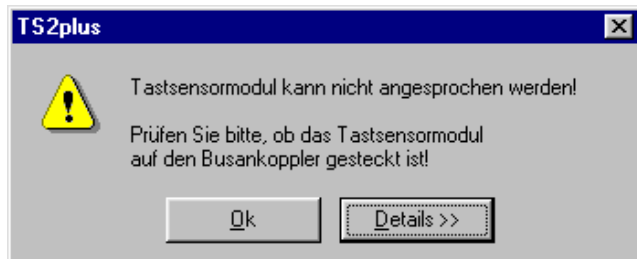 TS2plus
Tastsensormodul kann nicht angesprochen werden!
Prüfen Sie bitte, ob das Tastsensormodul
auf den Busankoppler gesteckt ist!
Ok
Details >>